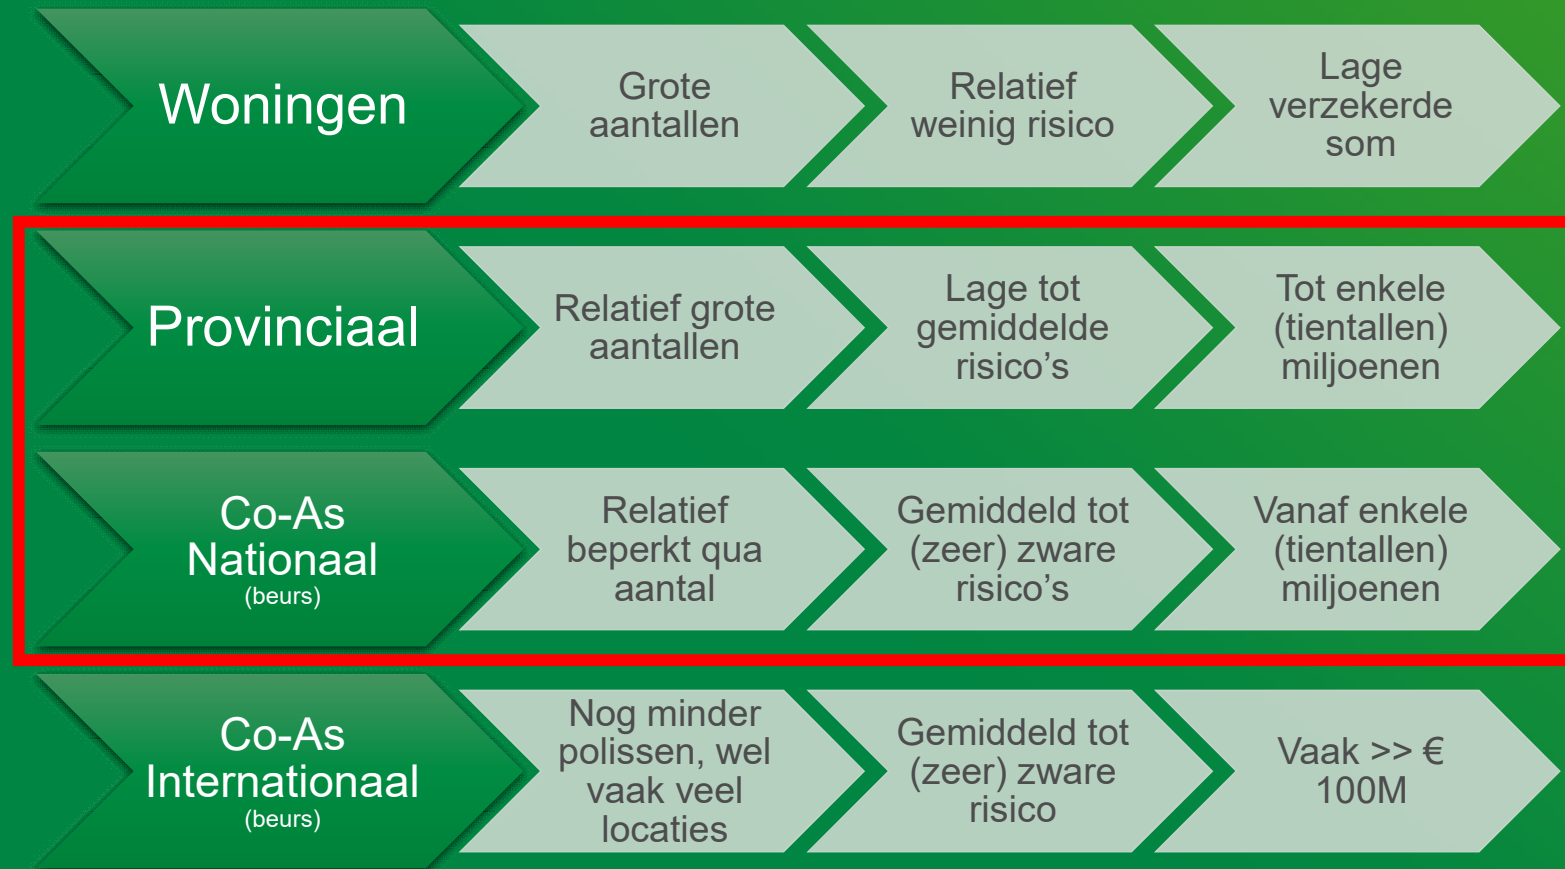 Woningen
Grote
aantallen
Relatief
weinig risico
Lage
verzekerde
som
Provinciaal
Relatief grote
aantallen
Lage tot
gemiddelde
risico’s
Tot enkele
(tientallen)
miljoenen
Co-As
Nationaal
(beurs)
Relatief
beperkt qua
aantal
Gemiddeld tot
(zeer) zware
risico’s
Vanaf enkele
(tientallen)
miljoenen
Co-As
Internationaal
(beurs)
Nog minder
polissen, wel
vaak veel
locaties
Gemiddeld tot
(zeer) zware
risico
Vaak >> €
100M